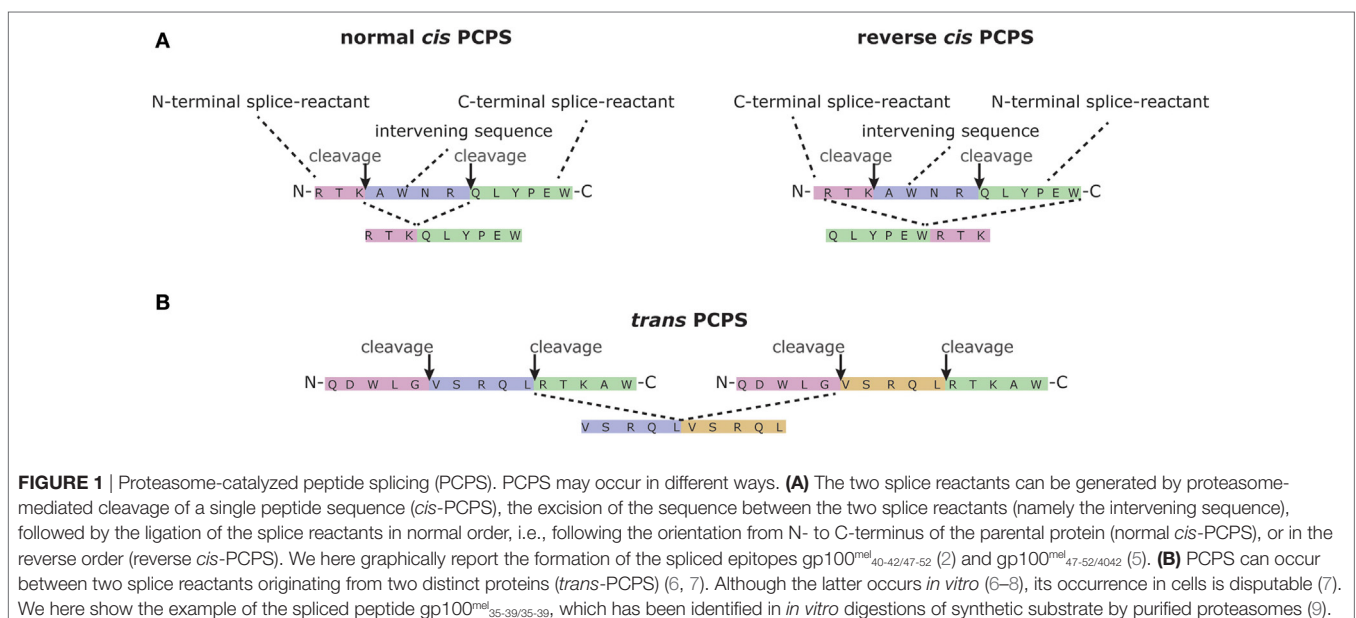 A
normal cis PCPS
reverse cis PCPS
N-terminal splice-reactant
C-terminal splice-reactant
C-terminal splice-reactant
N-terminal splice-reactant
intervening sequence
intervening sequence
cleavage
cleavage
cleavage
cleavage
N-R T K A W N R Q L Y P E W-C
N-R T K A W N R Q L Y P E W-C
R T K Q L Y P E W
Q L Y P E W R T K
B
trans PCPS
cleavage
cleavage
cleavage
cleavage
N-Q D W L G V S R Q L R T K A W-C
N-Q D W L G V S R Q L R T K A W-C
V S R Q L V S R Q L
FIGURE 1 | Proteasome-catalyzed peptide splicing (PCPS). PCPS may occur in different ways. (A) The two splice reactants can be generated by proteasome-
mediated cleavage of a single peptide sequence (cis-PCPS), the excision of the sequence between the two splice reactants (namely the intervening sequence),
followed by the ligation of the splice reactants in normal order, i.e., following the orientation from N- to C-terminus of the parental protein (normal cis-PCPS), or in the
reverse order (reverse cis-PCPS). We here graphically report the formation of the spliced epitopes gp100mel40-42/47-52 (2) and gp100mel47-52/4042 (5). (B) PCPS can occur
between two splice reactants originating from two distinct proteins (trans-PCPS) (6, 7). Although the latter occurs in vitro (6–8), its occurrence in cells is disputable (7).
We here show the example of the spliced peptide gp100mel35-39/35-39, which has been identified in in vitro digestions of synthetic substrate by purified proteasomes (9).